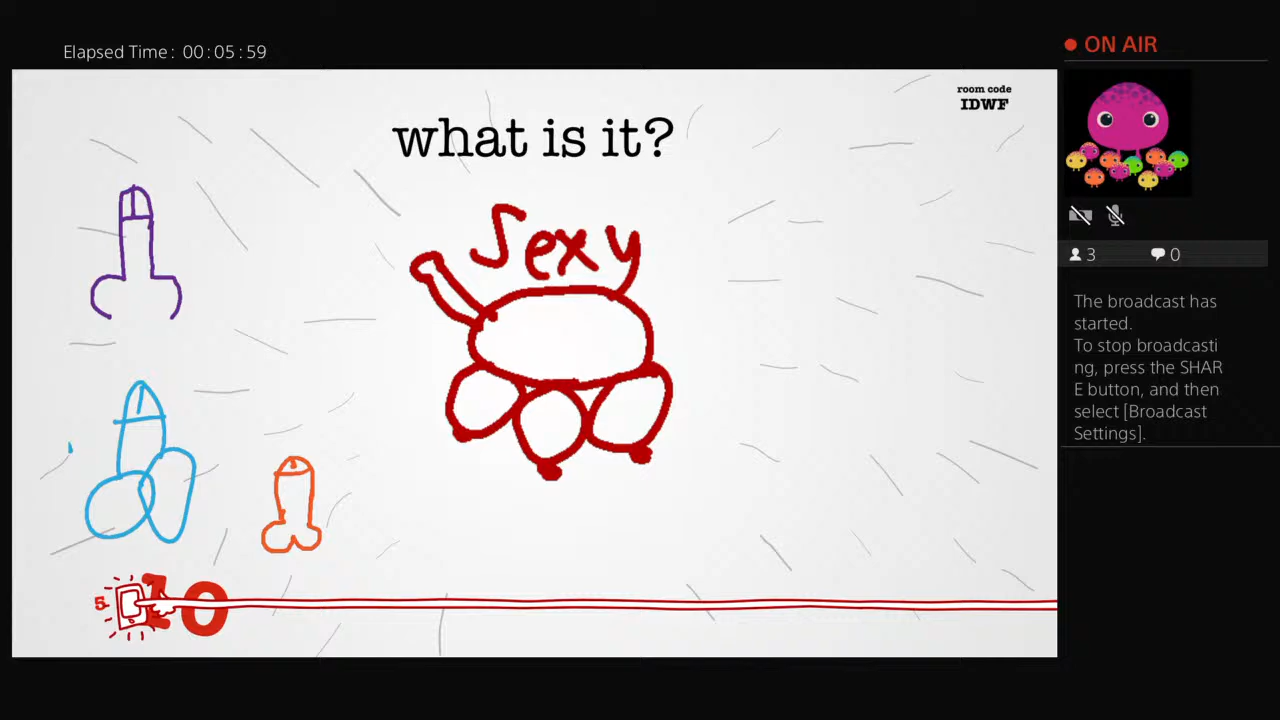 Elapsed Time: 00:05:59
ON AIR
room code
IDWF
what is it?
Sexy
3
0
The broadcast has
started.
To stop broadcasti
ng, press the SHAR
E button, and then
select [Broadcast
Settings].
10